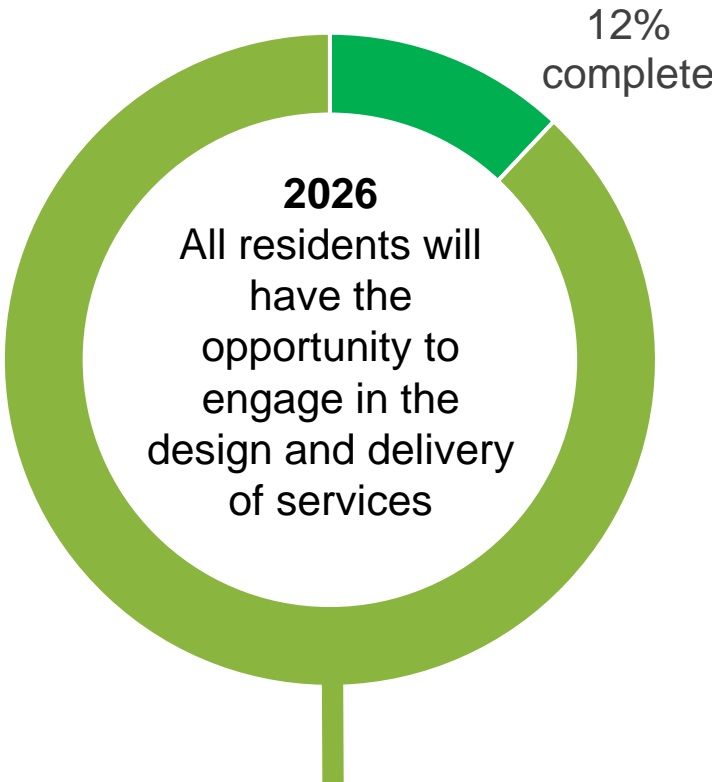 12%
complete
2026
All residents will
have the
opportunity to
engage in the
design and delivery
of services